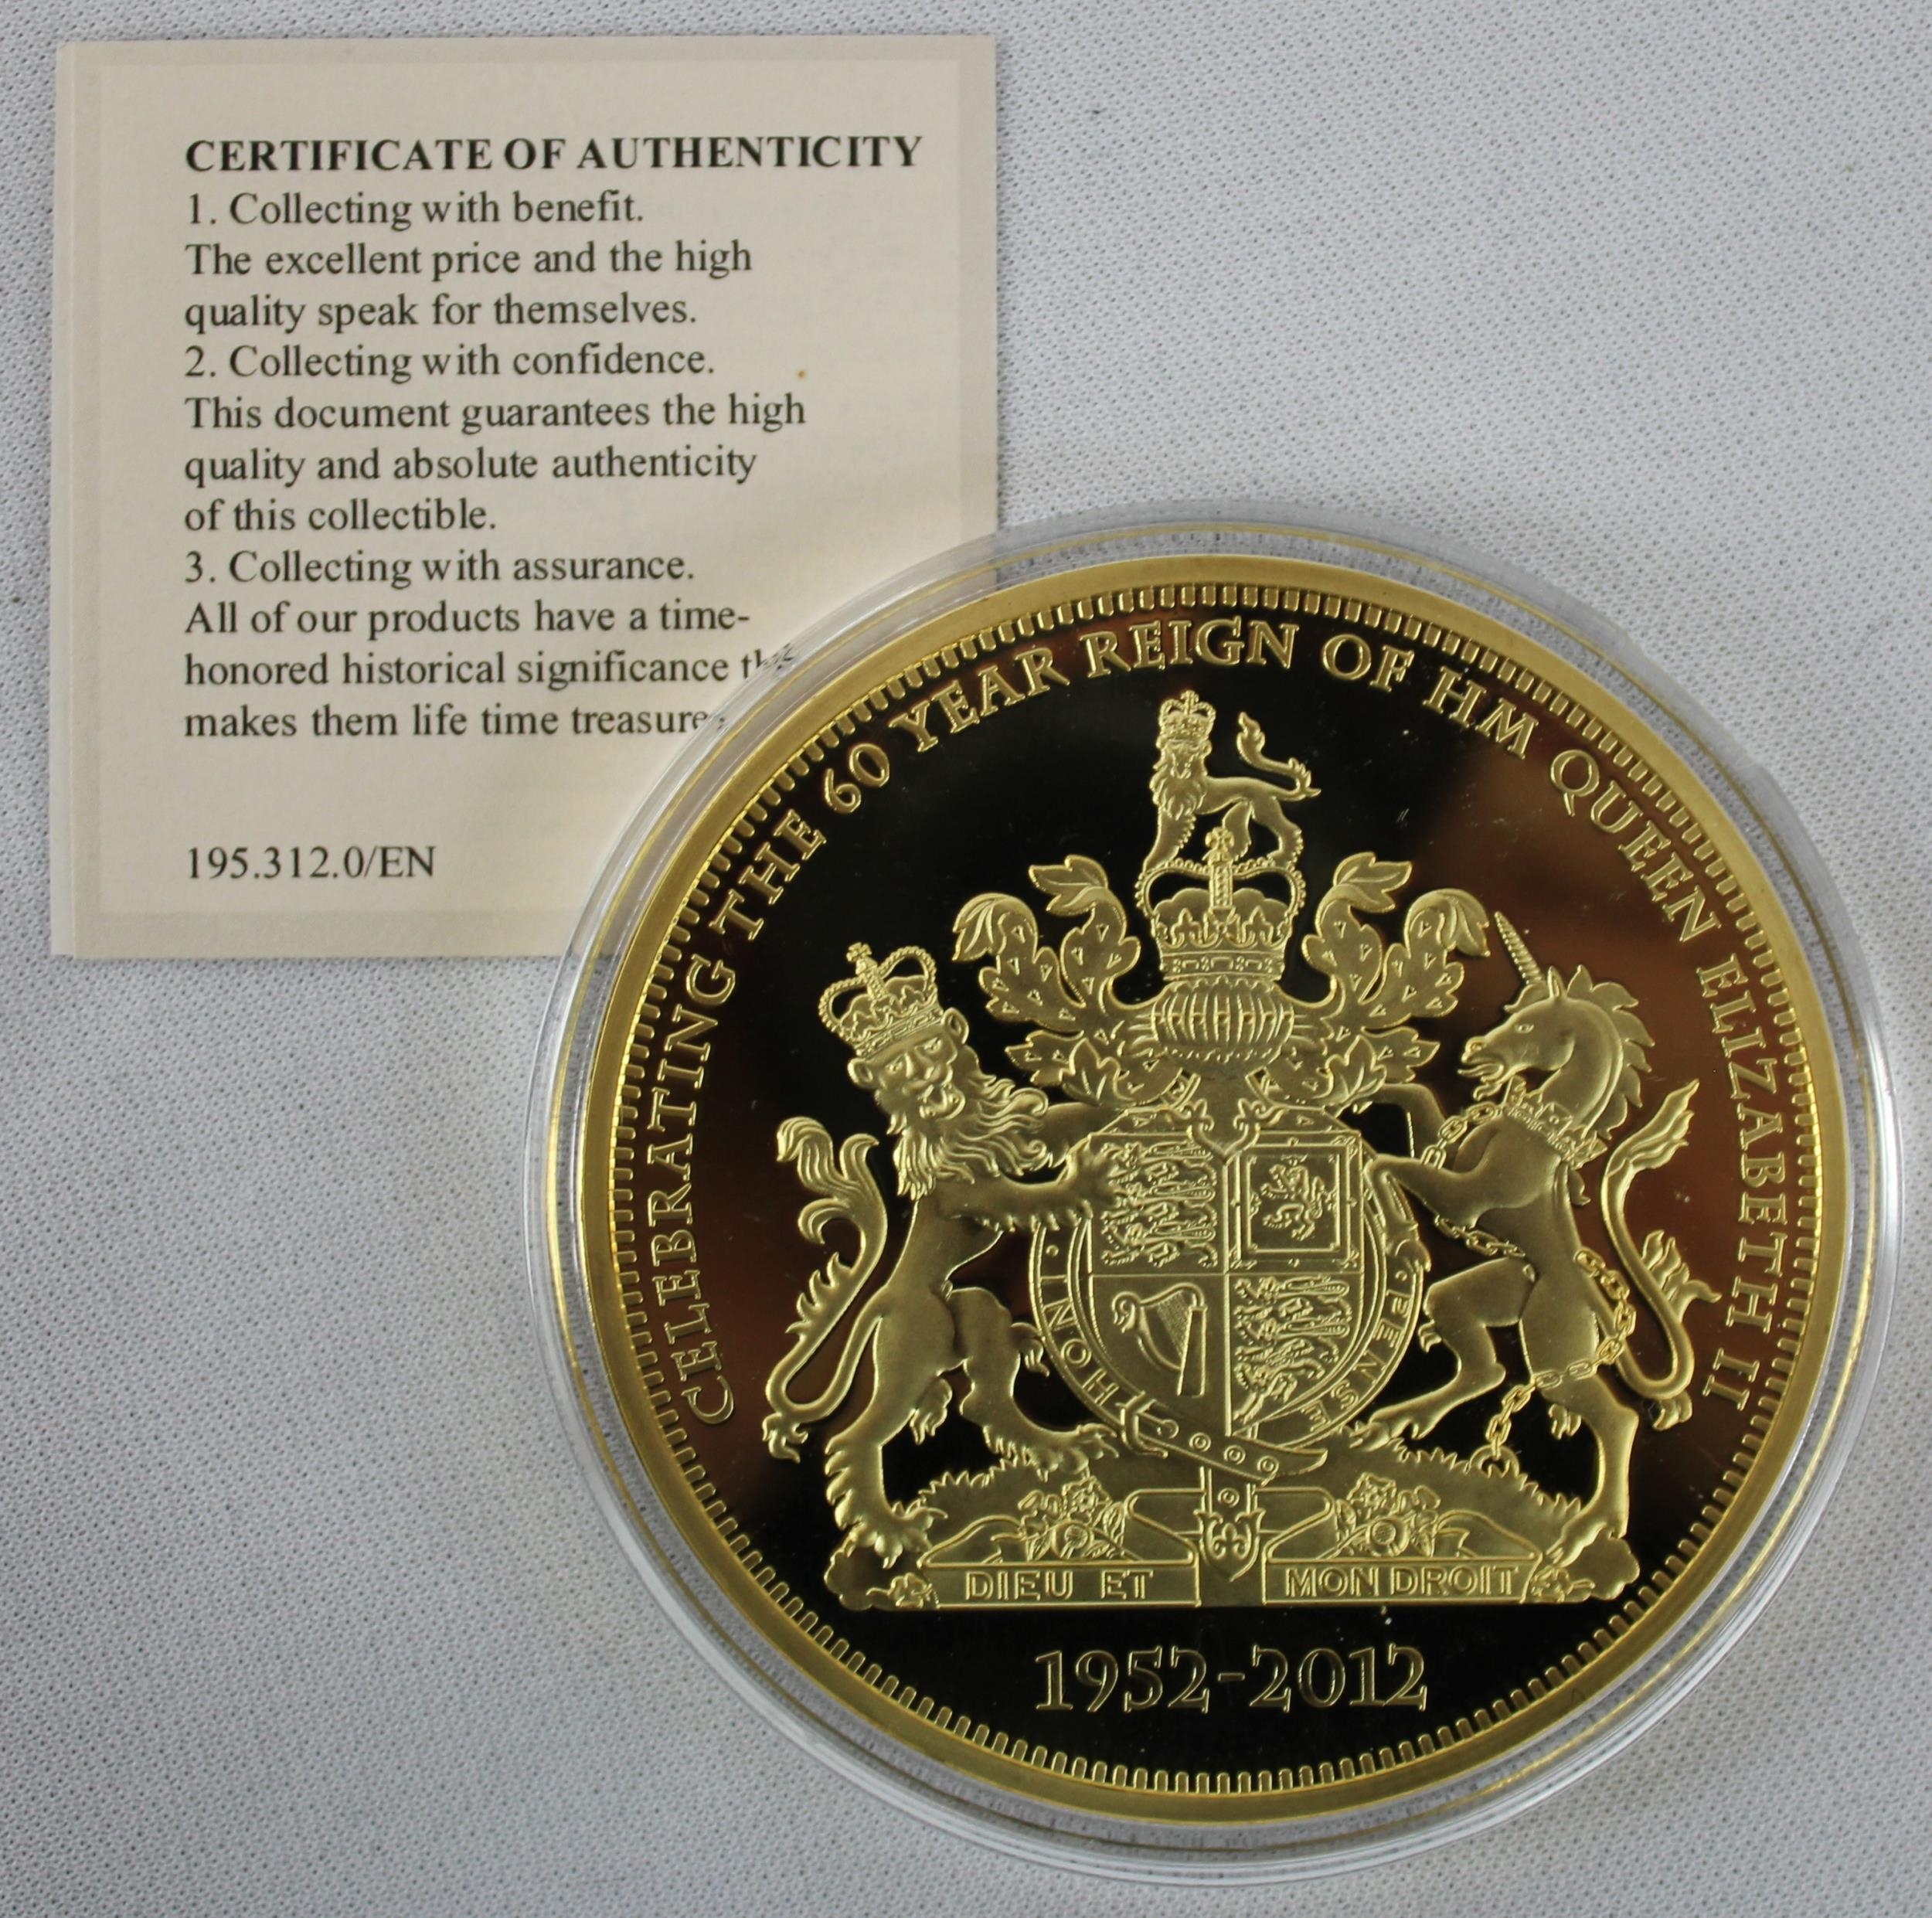 CERTIFICATE OF AUTHENTICITY
1. Collecting with benefit.
The excellent price and the high
quality speak for themselves.
2. Collecting with confidence.
This document guarantees the high
quality and absolute authenticity
of this collectible.
3. Collecting with assurance.
All of our products have a time-
honored historical significance
makes them life time treasure
195.312.0/EN
CELEBRATING THE 60 YEAR REIGN OF HM QUEEN ELIZABETH II
HONI
PENSE
DIEU ET MON DROIT
1952-2012